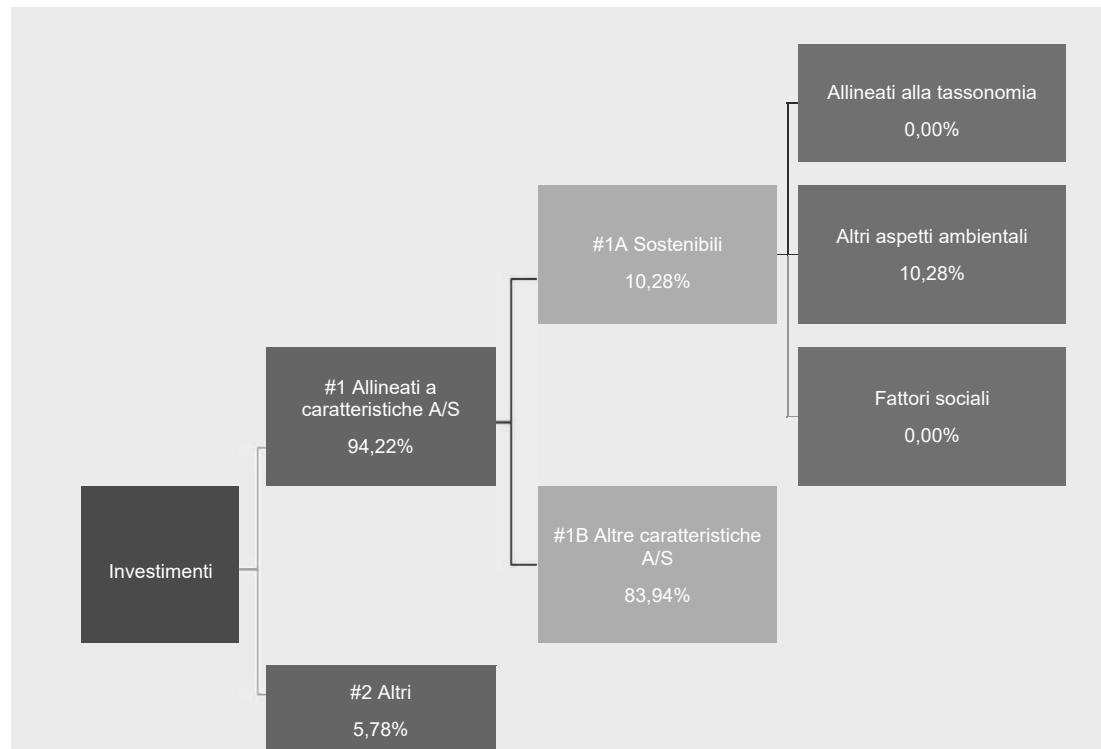 Allineati alla tassonomia
0,00%
#1A Sostenibili
10,28%
Altri aspetti ambientali
10,28%
#1 Allineati a
caratteristiche A/S
94,22%
Fattori sociali
0,00%
Investimenti
#1B Altre caratteristiche
A/S
83,94%
#2 Altri
5,78%